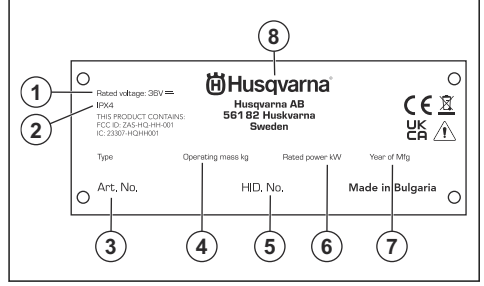 8
Husqvarna
1
Rated voltage: 36V
2
IPX4
THIS PRODUCT CONTAINS:
FCC ID: ZAS-HQ-HH-001
IC: 23307-HQHH001
Husqvarna AB
561 82 Huskvarna
Sweden
CE
UK
CA
Type Operating mass kg Rated power kW Year of Mfg
Art. No. HID. No. Made in Bulgaria
3 4 5 6 7